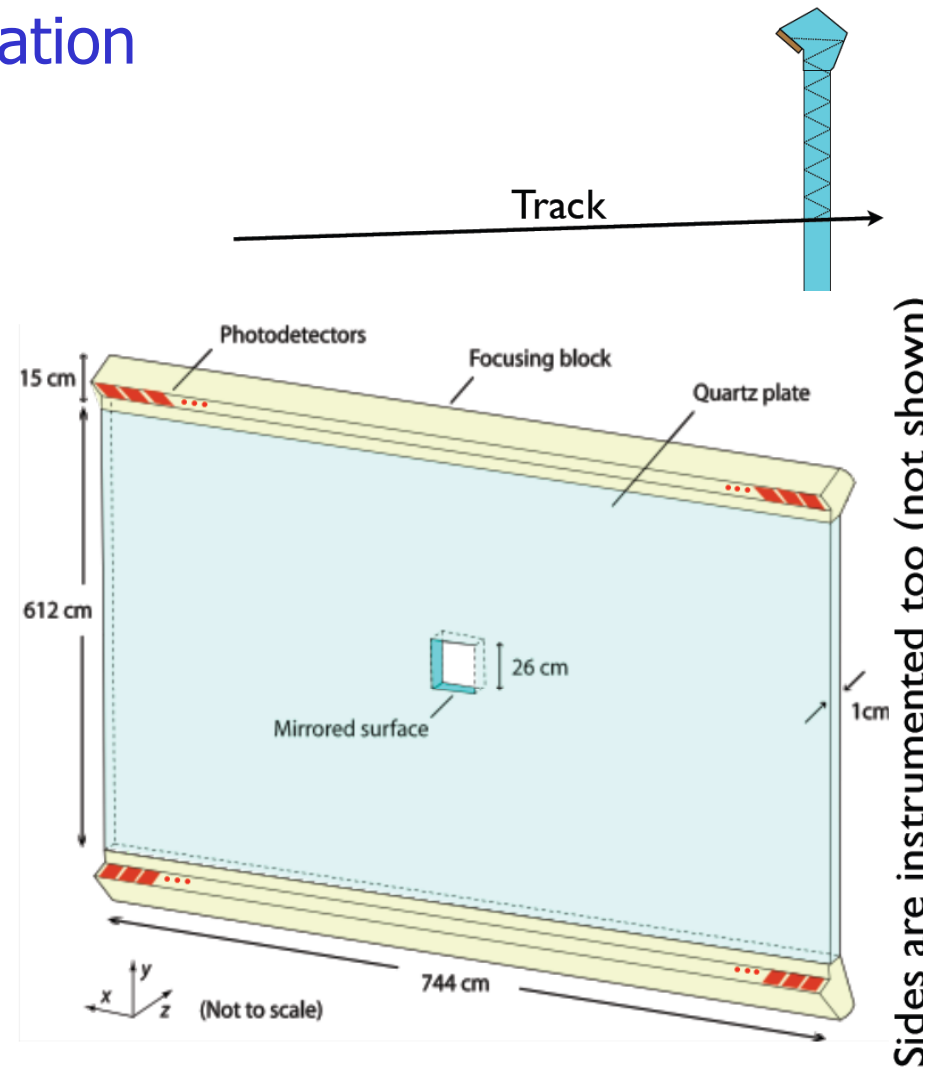 ation
Track
Photodetectors
Focusing block
15 cm
Quartz plate
612 cm
26 cm
Mirrored surface
1cm
744 cm
y
x
z
(Not to scale)
Sides are instrumented too (not shown)